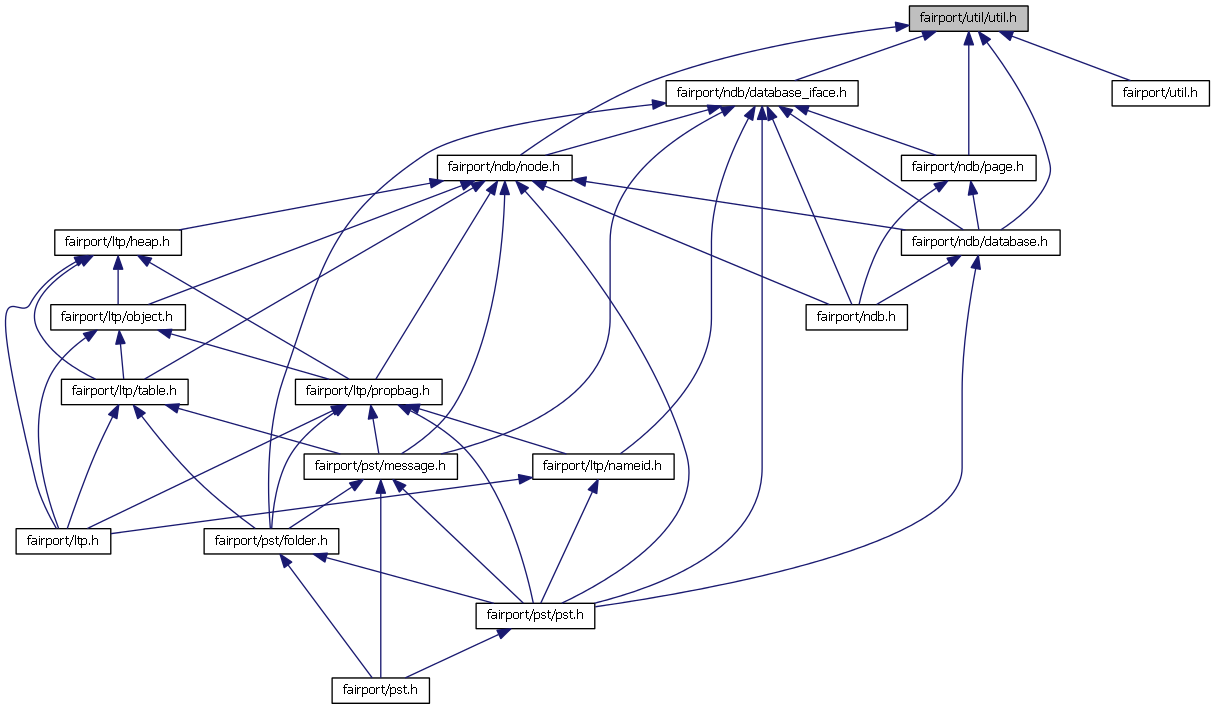 fairport/util/util.h
fairport/ndb/database_iface.h
fairport/util.h
fairport/ndb/node.h
fairport/ndb/page.h
fairport/ltp/heap.h
fairport/ndb/database.h
fairport/ltp/object.h
fairport/ndb.h
fairport/ltp/table.h
fairport/ltp/propbag.h
fairport/pst/message.h
fairport/ltp/nameid.h
fairport/ltp.h
fairport/pst/folder.h
fairport/pst/pst.h
fairport/pst.h